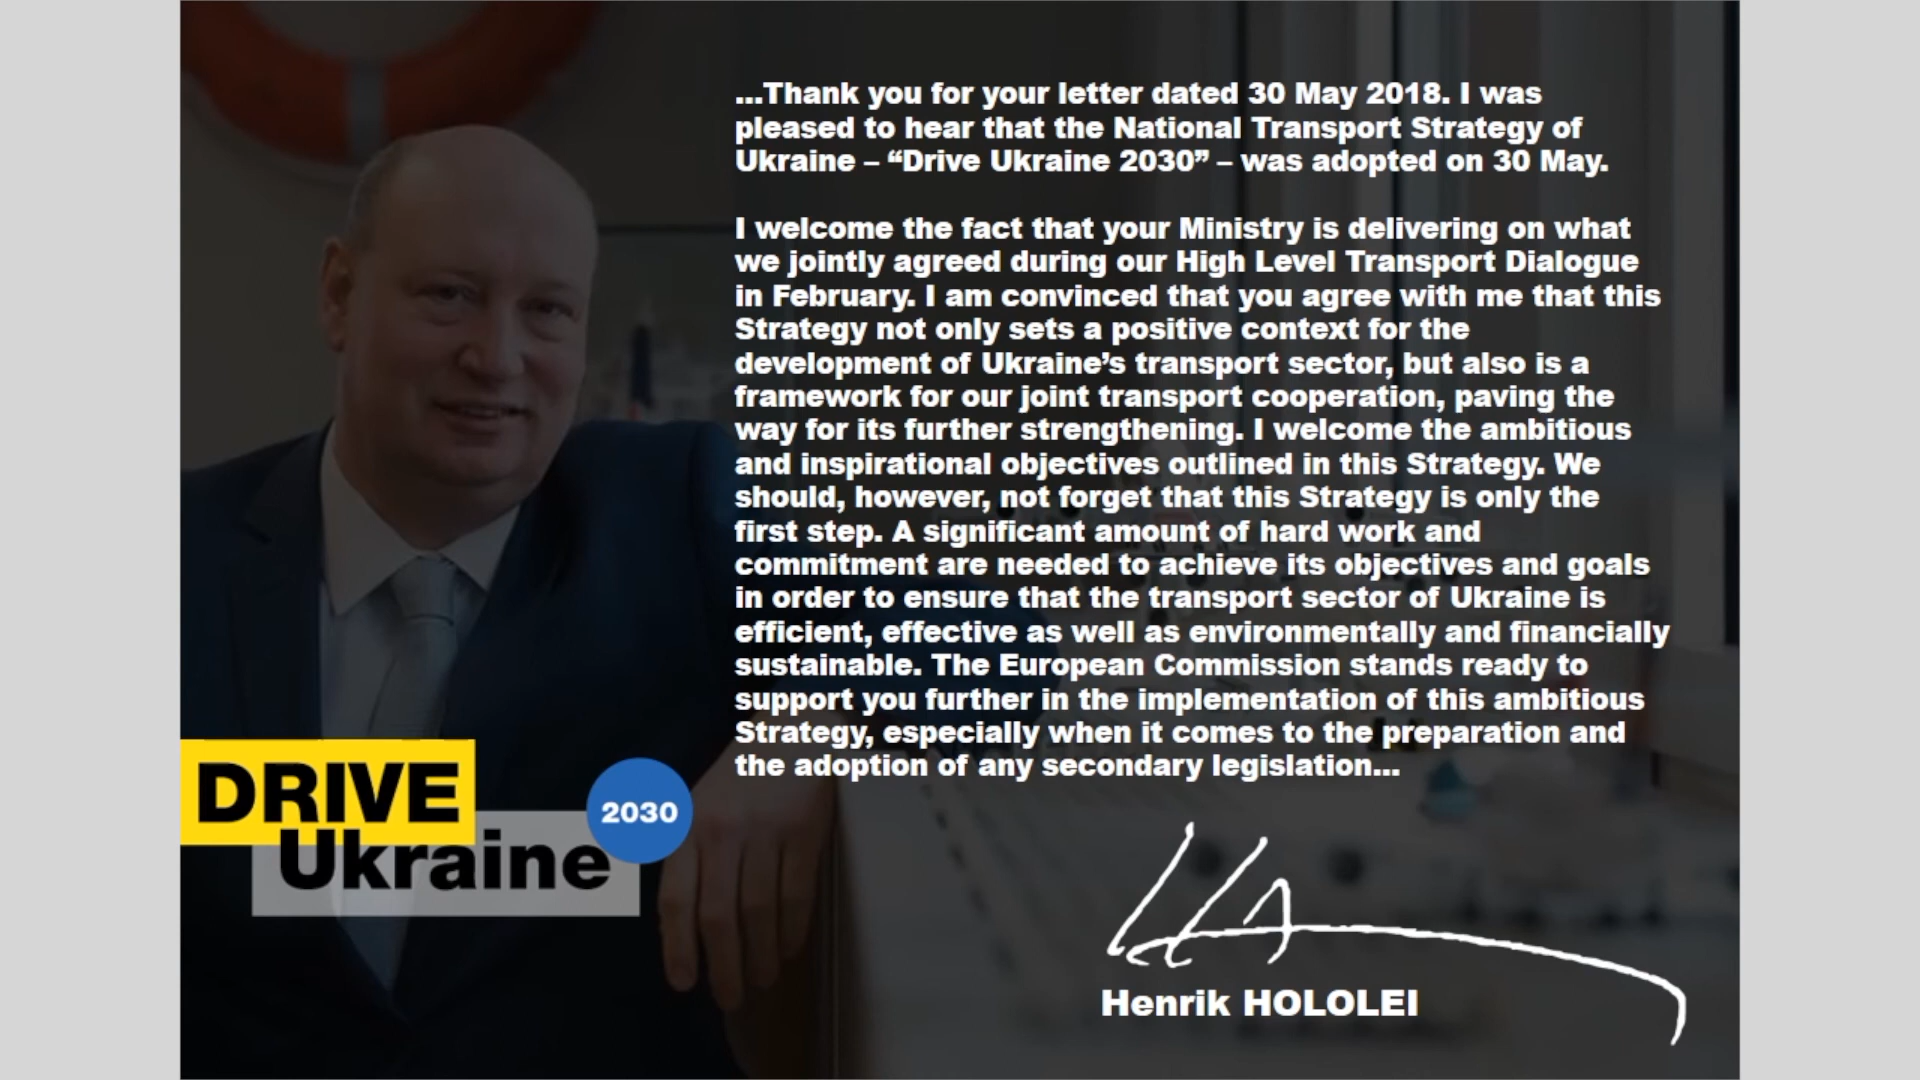 ...Thank you for your letter dated 30 May 2018. I was
pleased to hear that the National Transport Strategy of
Ukraine – “Drive Ukraine 2030” – was adopted on 30 May.
I welcome the fact that your Ministry is delivering on what
we jointly agreed during our High Level Transport Dialogue
in February. I am convinced that you agree with me that this
Strategy not only sets a positive context for the
development of Ukraine’s transport sector, but also is a
framework for our joint transport cooperation, paving the
way for its further strengthening. I welcome the ambitious
and inspirational objectives outlined in this Strategy. We
should, however, not forget that this Strategy is only the
first step. A significant amount of hard work and
commitment are needed to achieve its objectives and goals
in order to ensure that the transport sector of Ukraine is
efficient, effective as well as environmentally and financially
sustainable. The European Commission stands ready to
support you further in the implementation of this ambitious
Strategy, especially when it comes to the preparation and
the adoption of any secondary legislation...
DRIVE
Ukraine
2030
Henrik HOLOLEI